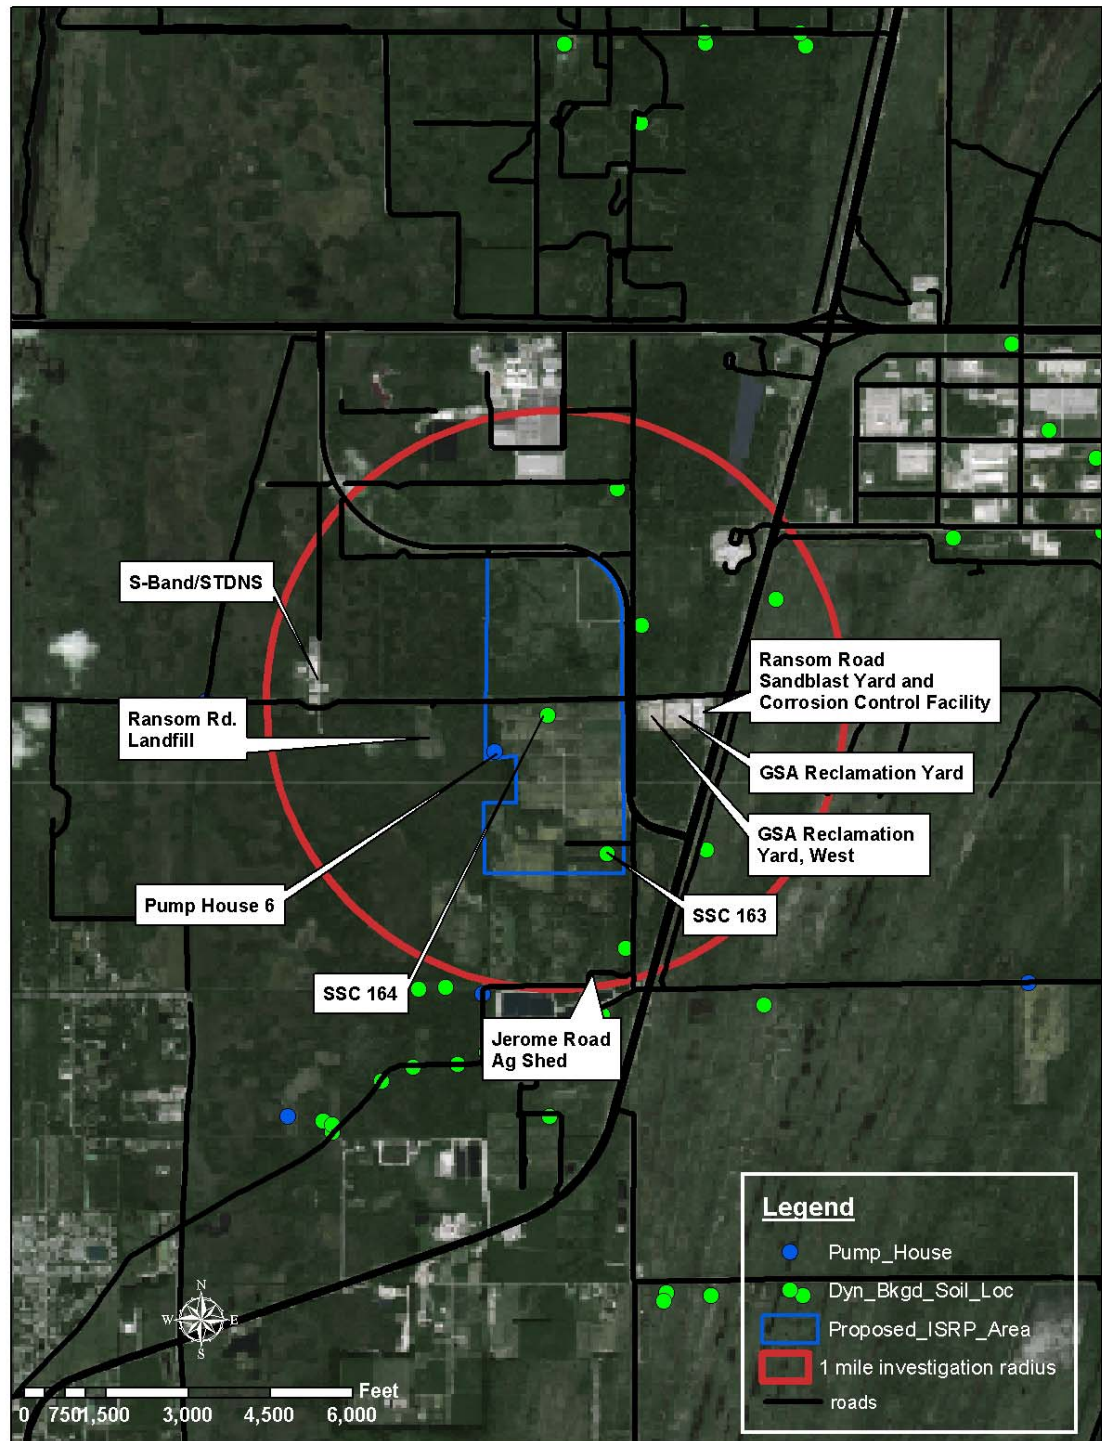 S-Band/STDNS
Ransom Road
Sandblast Yard and
Corrosion Control Facility
Ransom Rd.
Landfill
GSA Reclamation Yard
GSA Reclamation
Yard, West
Pump House 6
SSC 163
SSC 164
Jerome Road
Ag Shed
Legend
Pump_House
Dyn_Bkgd_Soil_Loc
Proposed_ISRP_Area
1 mile investigation radius
roads
N
W E
S
Feet
0 750 1,500 3,000 4,500 6,000